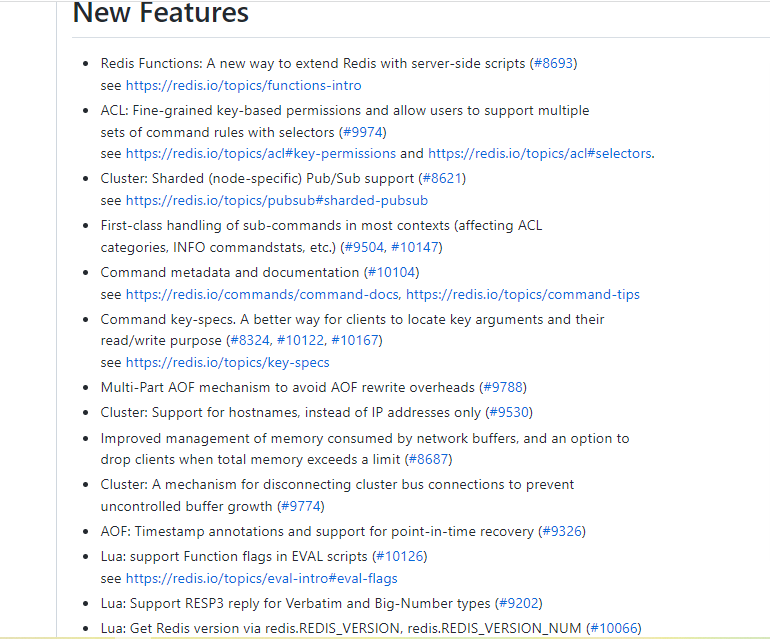 New Features
Redis Functions: A new way to extend Redis with server-side scripts (#8693)
see https://redis.io/topics/functions-intro
ACL: Fine-grained key-based permissions and allow users to support multiple
sets of command rules with selectors (#9974)
see https://redis.io/topics/acl#key-permissions and https://redis.io/topics/acl#selectors.
Cluster: Sharded (node-specific) Pub/Sub support (#8621)
see https://redis.io/topics/pubsub#sharded-pubsub
First-class handling of sub-commands in most contexts (affecting ACL
categories, INFO commandstats, etc.) (#9504, #10147)
Command metadata and documentation (#10104)
see https://redis.io/commands/command-docs, https://redis.io/topics/command-tips
Command key-specs. A better way for clients to locate key arguments and their
read/write purpose (#8324, #10122, #10167)
see https://redis.io/topics/key-specs
Multi-Part AOF mechanism to avoid AOF rewrite overheads (#9788)
Cluster: Support for hostnames, instead of IP addresses only (#9530)
Improved management of memory consumed by network buffers, and an option to
drop clients when total memory exceeds a limit (#8687)
Cluster: A mechanism for disconnecting cluster bus connections to prevent
uncontrolled buffer growth (#9774)
AOF: Timestamp annotations and support for point-in-time recovery (#9326)
Lua: support Function flags in EVAL scripts (#10126)
see https://redis.io/topics/eval-intro#eval-flags
Lua: Support RESP3 reply for Verbatim and Big-Number types (#9202)
Lua: Get Redis version via redis.REDIS_VERSION, redis.REDIS_VERSION_NUM (#10066)